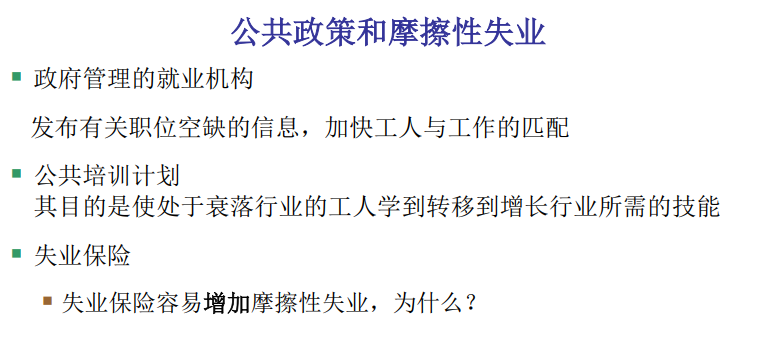 公共政策和摩擦性失业
政府管理的就业机构
发布有关职位空缺的信息，加快工人与工作的匹配
公共培训计划
其目的是使处于衰落行业的工人学到转移到增长行业所需的技能
失业保险
失业保险容易增加摩擦性失业，为什么？